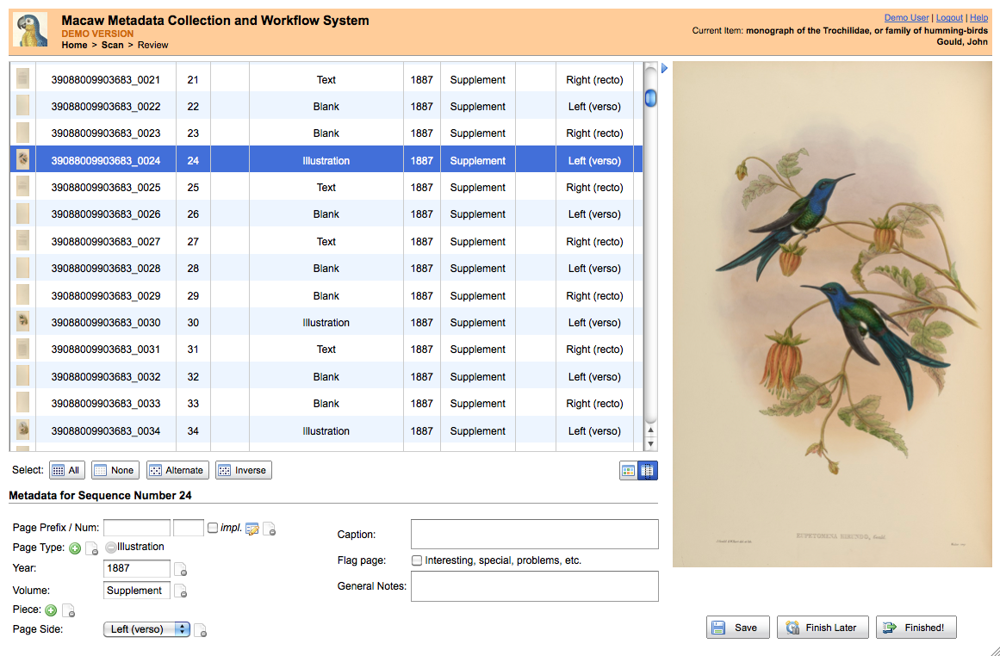 Macaw Metadata Collection and Workflow System
DEMO VERSION
Home > Scan > Review
Demo User | Logout | Help
Current Item: monograph of the Trochilidae, or family of humming-birds
Gould, John
39088009903683_0021 21 Text 1887 Supplement Right (recto)
39088009903683_0022 22 Blank 1887 Supplement Left (verso)
39088009903683_0023 23 Blank 1887 Supplement Right (recto)
39088009903683_0024 24 Illustration 1887 Supplement Left (verso)
39088009903683_0025 25 Text 1887 Supplement Right (recto)
39088009903683_0026 26 Blank 1887 Supplement Left (verso)
39088009903683_0027 27 Text 1887 Supplement Right (recto)
39088009903683_0028 28 Blank 1887 Supplement Left (verso)
39088009903683_0029 29 Blank 1887 Supplement Right (recto)
39088009903683_0030 30 Illustration 1887 Supplement Left (verso)
39088009903683_0031 31 Text 1887 Supplement Right (recto)
39088009903683_0032 32 Blank 1887 Supplement Left (verso)
39088009903683_0033 33 Blank 1887 Supplement Right (recto)
39088009903683_0034 34 Illustration 1887 Supplement Left (verso)
Select: All None Alternate Inverse
Metadata for Sequence Number 24
Page Prefix / Num: impl.
Page Type: Illustration
Year: 1887
Volume: Supplement
Piece:
Page Side: Left (verso)
Caption:
Flag page: Interesting, special, problems, etc.
General Notes:
Save Finish Later Finished!